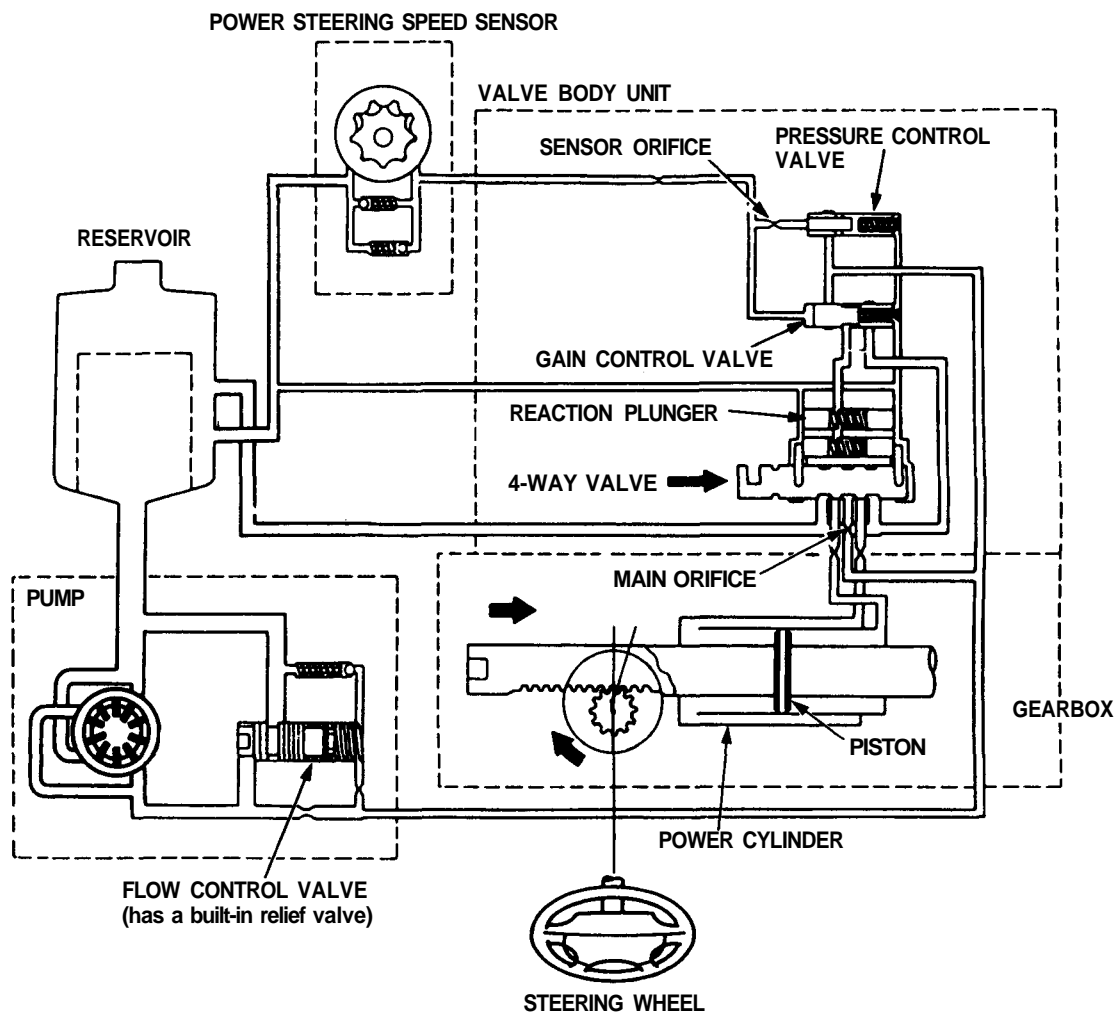 POWER STEERING SPEED SENSOR
VALVE BODY UNIT
SENSOR ORIFICE
PRESSURE CONTROL
VALVE
RESERVOIR
GAIN CONTROL VALVE
REACTION PLUNGER
4-WAY VALVE
MAIN ORIFICE
PUMP
GEARBOX
PISTON
POWER CYLINDER
FLOW CONTROL VALVE
(has a built-in relief valve)
STEERING WHEEL